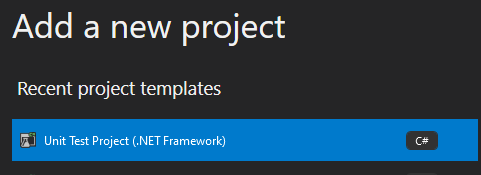 Add a new project
Recent project templates
Unit Test Project (.NET Framework)
C#